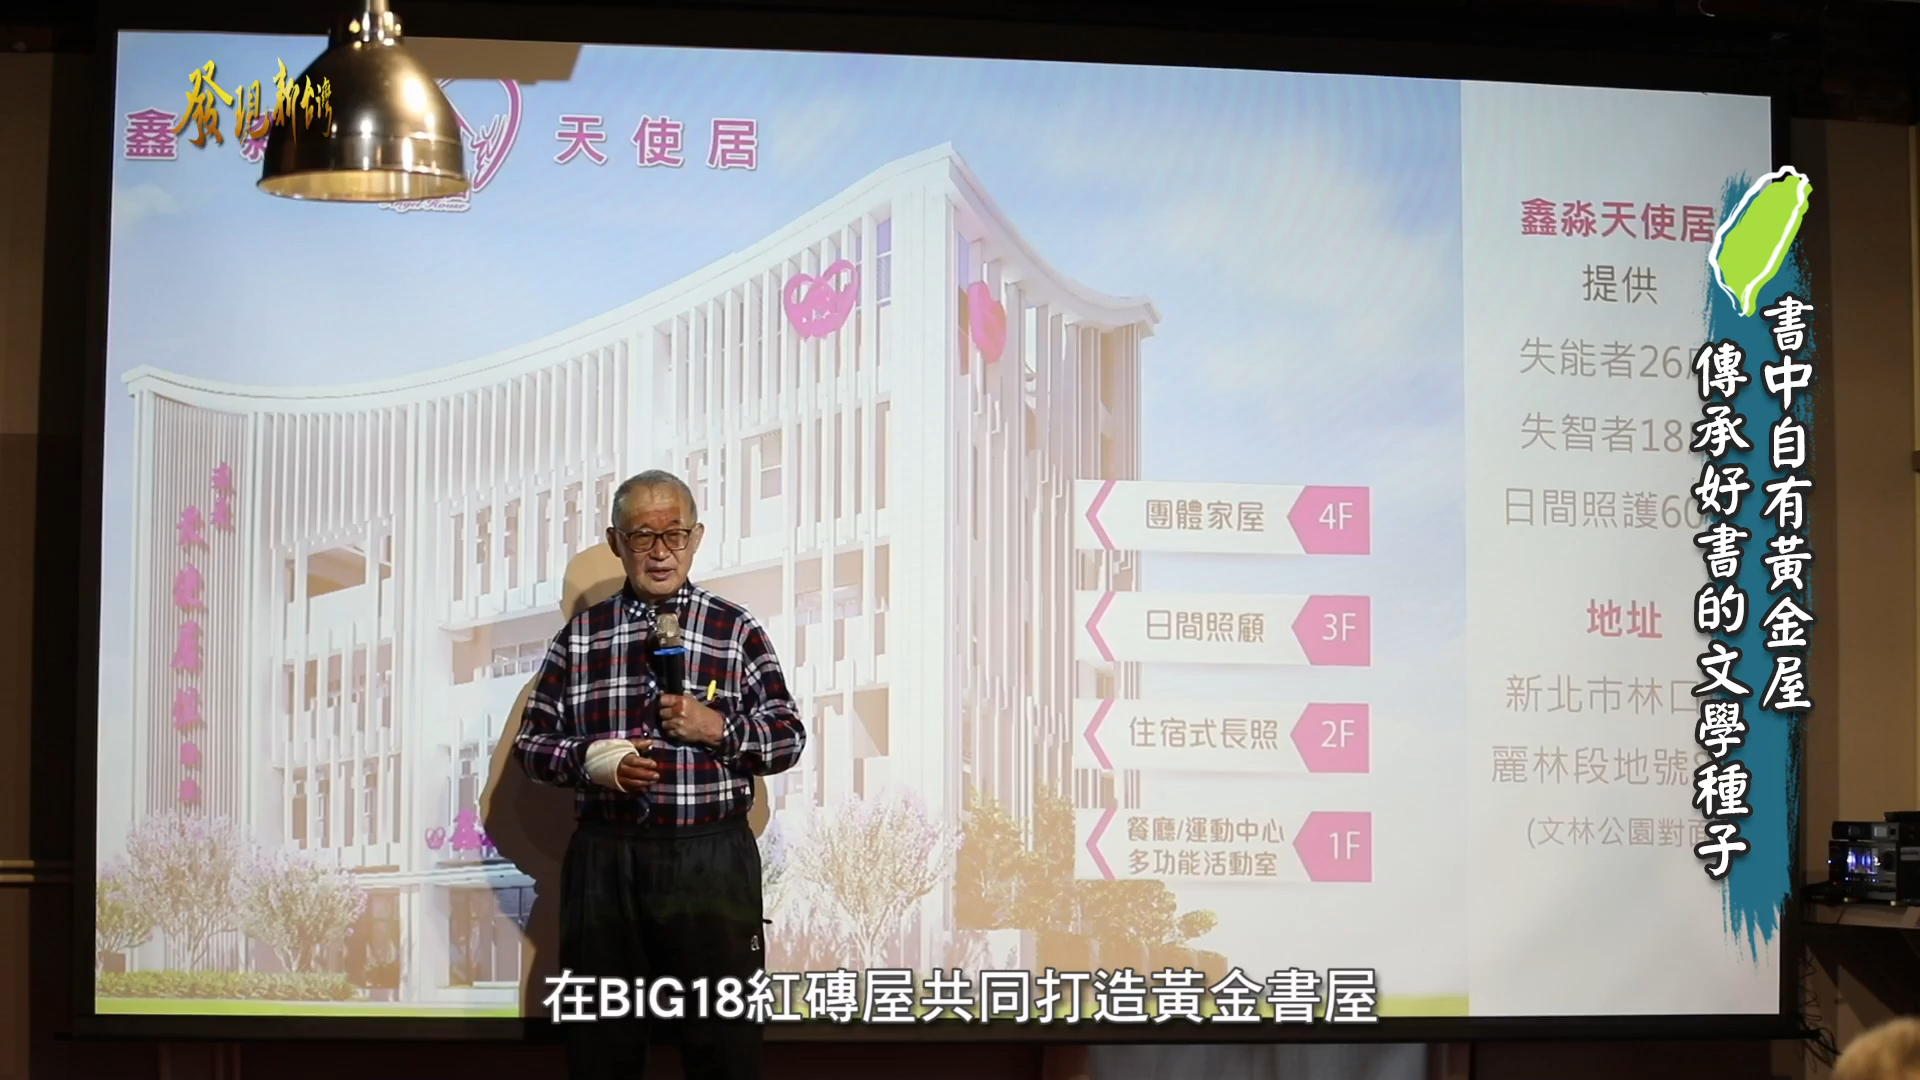 發現新台灣
鑫
天使居
Angel House
鑫淼天使居
提供
失能者26
失智者18
日間照護60
地址
新北市林口
麗林段地號
(文林公園對面
書中自有黃金屋
傳承好書的文學種子
團體家屋 4F
日間照顧 3F
住宿式長照 2F
餐廳/運動中心
多功能活動室 1F
在BiG18紅磚屋共同打造黃金書屋